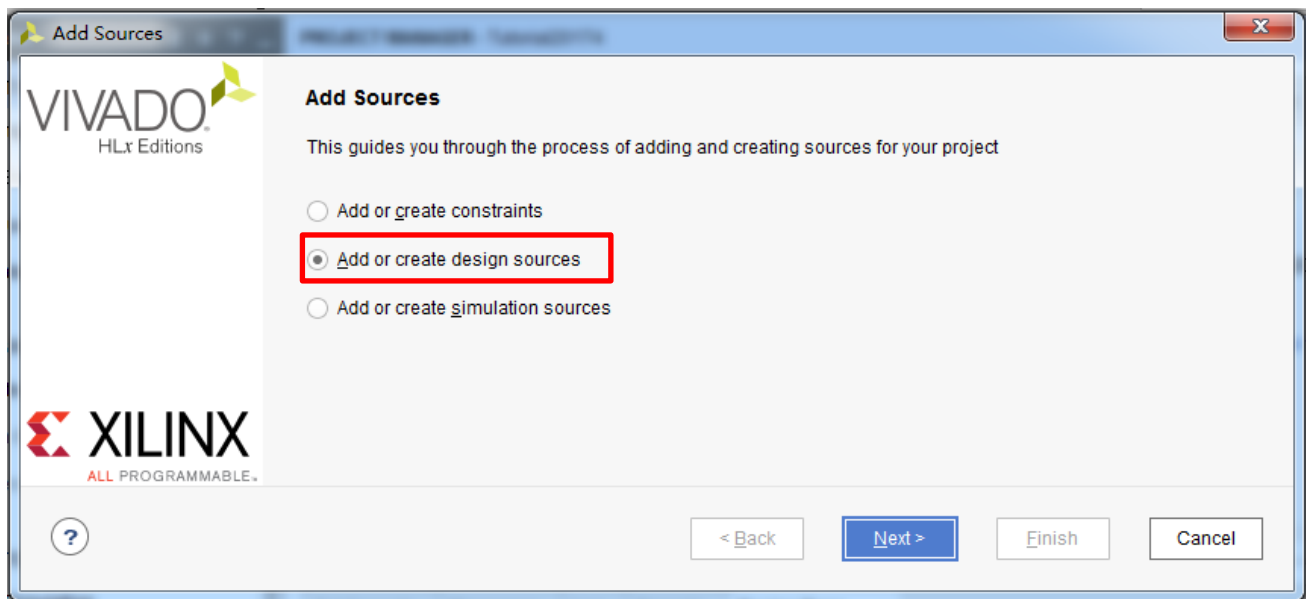 Add Sources
VIVADO
HLx Editions
Add Sources
This guides you through the process of adding and creating sources for your project
Add or create constraints
Add or create design sources
Add or create simulation sources
XILINX
ALL PROGRAMMABLE™
?
< Back
Next >
Finish
Cancel